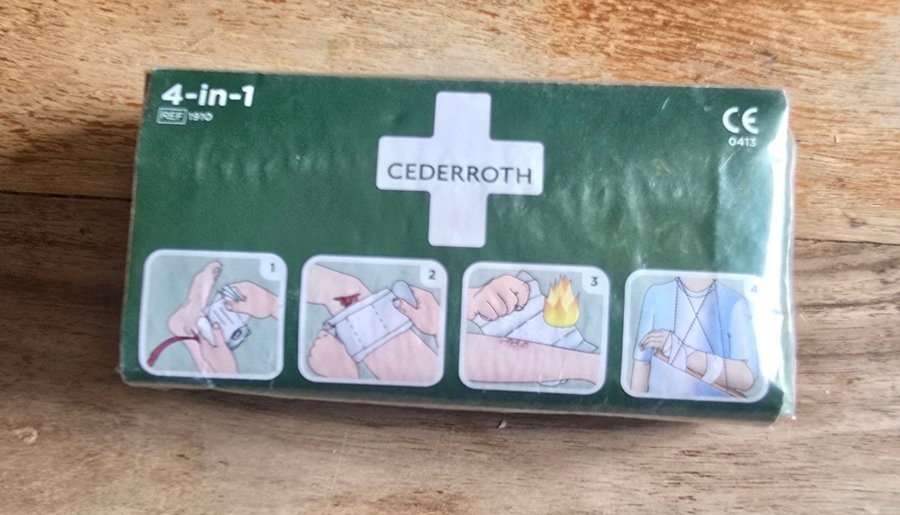 4-in-1
REF 1910
CEDERROTH
CE
0413
1
2
3
4